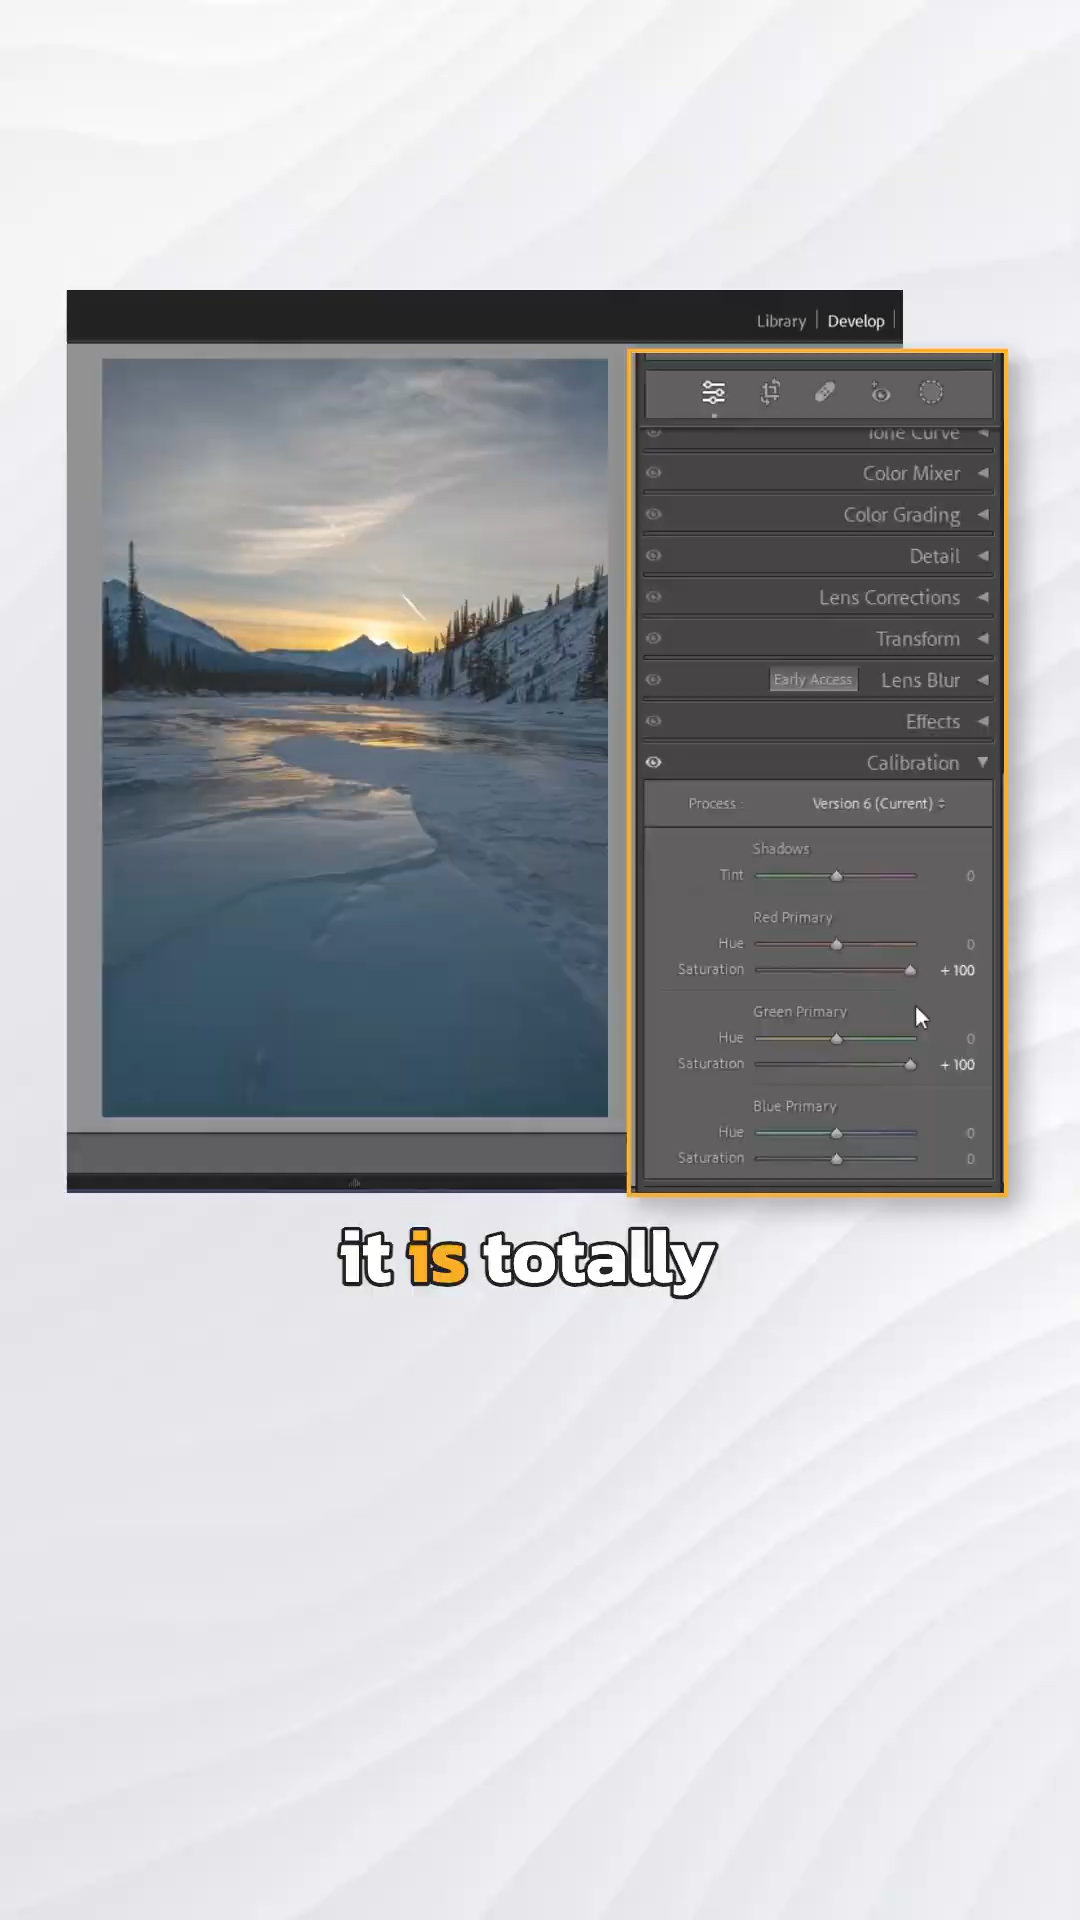 Library | Develop |
Tone Curve
Color Mixer
Color Grading
Detail
Lens Corrections
Transform
Early Access Lens Blur
Effects
Calibration
Process : Version 6 (Current)
Shadows
Tint 0
Red Primary
Hue 0
Saturation + 100
Green Primary
Hue 0
Saturation + 100
Blue Primary
Hue 0
Saturation 0
it is totally